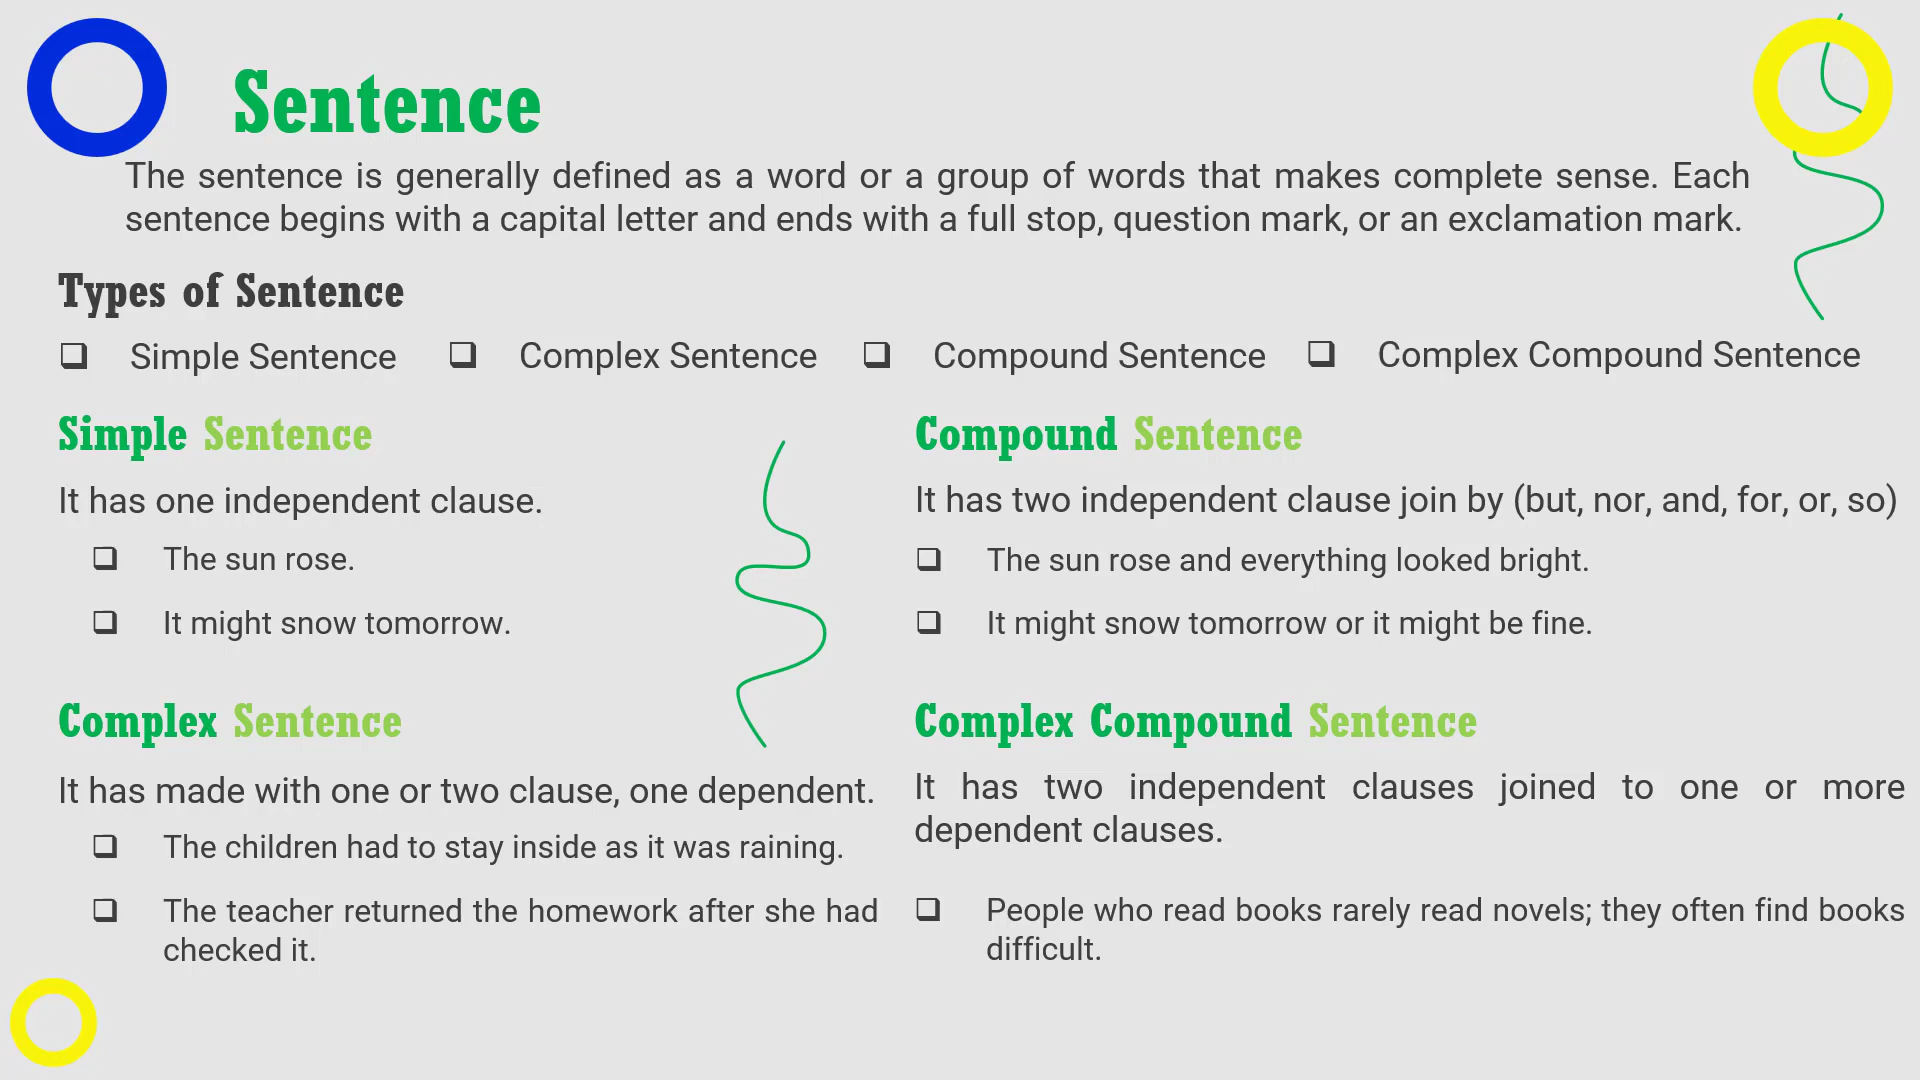 Sentence
The sentence is generally defined as a word or a group of words that makes complete sense. Each
sentence begins with a capital letter and ends with a full stop, question mark, or an exclamation mark.
Types of Sentence
Simple Sentence
Complex Sentence
Compound Sentence
Complex Compound Sentence
Simple Sentence
It has one independent clause.
The sun rose.
It might snow tomorrow.
Compound Sentence
It has two independent clause join by (but, nor, and, for, or, so)
The sun rose and everything looked bright.
It might snow tomorrow or it might be fine.
Complex Sentence
It has made with one or two clause, one dependent.
The children had to stay inside as it was raining.
The teacher returned the homework after she had
checked it.
Complex Compound Sentence
It has two independent clauses joined to one or more
dependent clauses.
People who read books rarely read novels; they often find books
difficult.